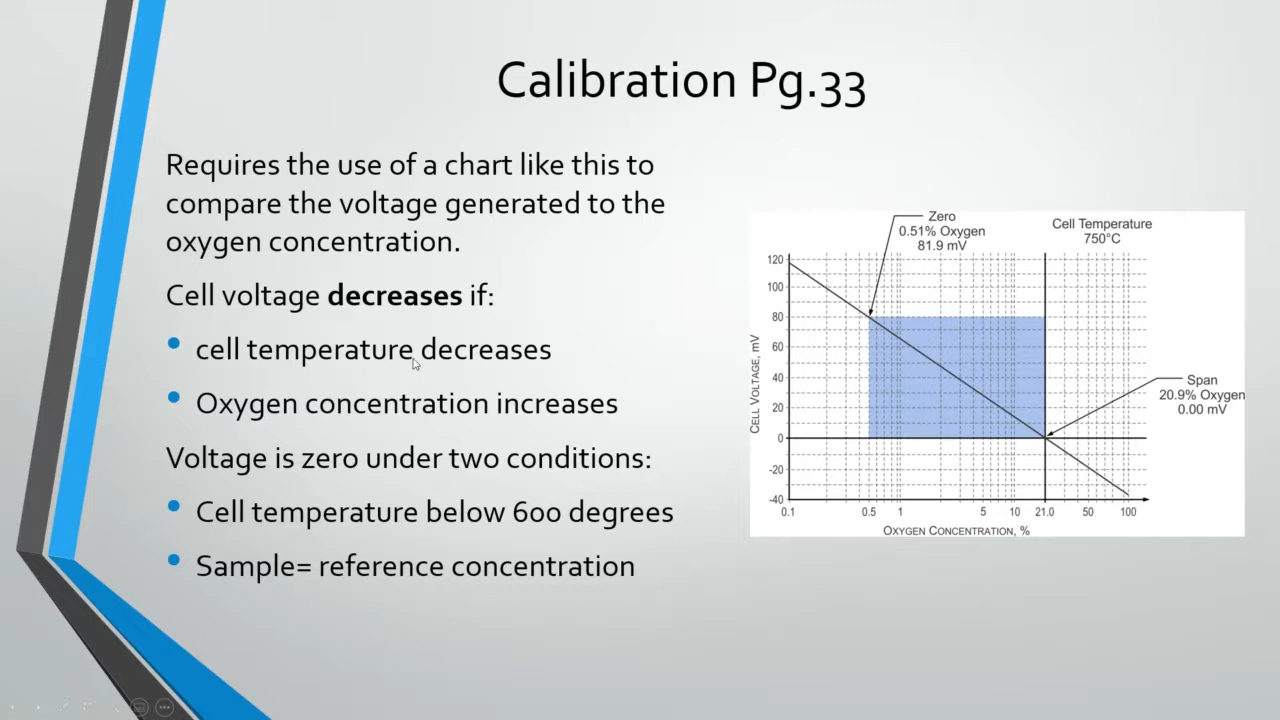 Calibration Pg.33
Requires the use of a chart like this to
compare the voltage generated to the
oxygen concentration.
Cell voltage decreases if:
• cell temperature decreases
• Oxygen concentration increases
Voltage is zero under two conditions:
• Cell temperature below 600 degrees
• Sample= reference concentration
Zero
0.51% Oxygen
81.9 mV
Cell Temperature
750°C
120
100
80
60
40
20
0
-20
-40
CELL VOLTAGE, mV
Span
20.9% Oxygen
0.00 mV
0.1 0.5 1 5 10 21.0 50 100
OXYGEN CONCENTRATION, %